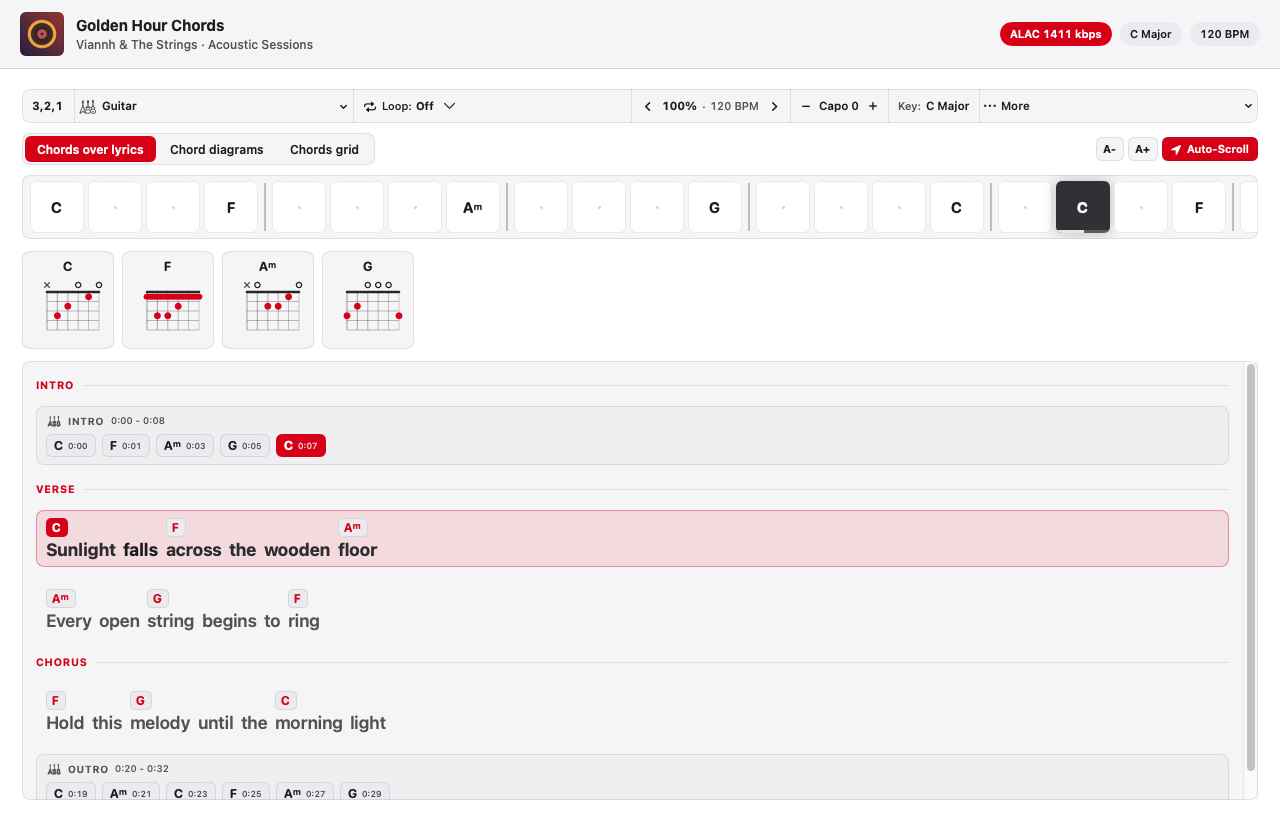 Golden Hour Chords
Viannh & The Strings · Acoustic Sessions
ALAC 1411 kbps
C Major
120 BPM
3,2,1
Guitar
Loop: Off
100% · 120 BPM
− Capo 0 +
Key: C Major
More
Chords over lyrics
Chord diagrams
Chords grid
A-
A+
Auto-Scroll
C · · F · · · Aᵐ · · · G · · · C · C · F
C F Aᵐ G
INTRO
INTRO 0:00 - 0:08
C 0:00 F 0:01 Aᵐ 0:03 G 0:05 C 0:07
VERSE
C F Aᵐ
Sunlight falls across the wooden floor
Aᵐ G F
Every open string begins to ring
CHORUS
F G C
Hold this melody until the morning light
OUTRO 0:20 - 0:32
C 0:19 Aᵐ 0:21 C 0:23 F 0:25 Aᵐ 0:27 G 0:29